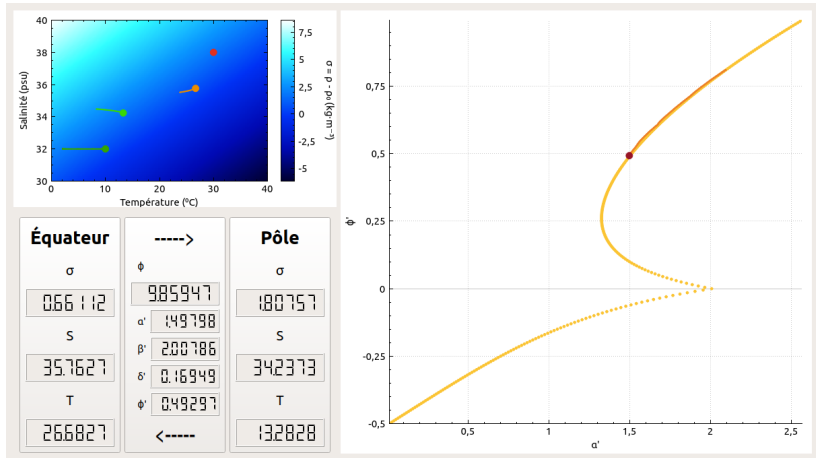 40
38
36
34
32
30
Salinité (psu)
0
10
20
30
40
Température (ºC)
7,5
5
2,5
0
-2,5
-5
σ = ρ - ρ₀ (kg·m⁻³)
Équateur
σ
0.66112
S
35.7627
T
26.6827
----->
ϕ
9.85947
α' 1.49798
β' 2.00786
δ' 0.16949
ϕ' 0.49297
<-----
Pôle
σ
1.80757
S
34.2373
T
13.2828
0,75
0,5
0,25
0
-0,25
-0,5
ϕ'
0,5
1
1,5
2
2,5
α'